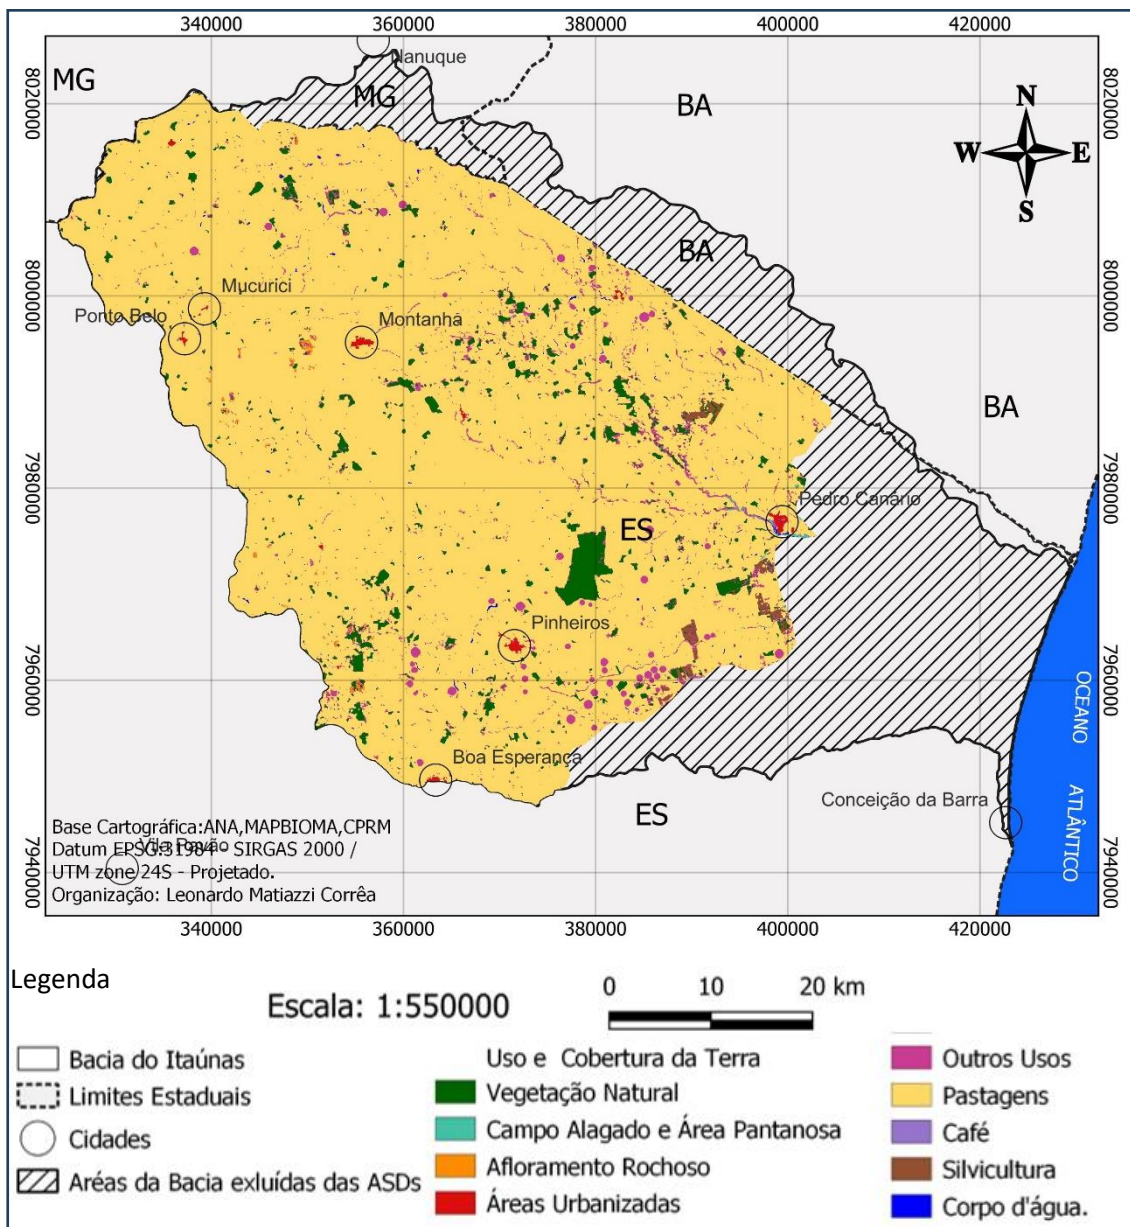 340000 360000 380000 400000 420000
Nanuque
MG
MG
BA
N
W E
S
8020000
8020000
BA
8000000
8000000
Mucurici
Ponto Belo
Montanha
BA
7980000
7980000
Pedro Canário
ES
Pinheiros
7960000
7960000
OCEANO ATLÂNTICO
Boa Esperança
ES
Conceição da Barra
7940000
7940000
Base Cartográfica:ANA,MAPBIOMA,CPRM
Vila Pavão
Datum EPSG:31984 - SIRGAS 2000 /
UTM zone 24S - Projetado.
Organização: Leonardo Matiazzi Corrêa
340000 360000 380000 400000 420000
Legenda
Escala: 1:550000
0 10 20 km
Bacia do Itaúnas
Limites Estaduais
Cidades
Aréas da Bacia exluídas das ASDs
Uso e Cobertura da Terra
Vegetação Natural
Campo Alagado e Área Pantanosa
Afloramento Rochoso
Áreas Urbanizadas
Outros Usos
Pastagens
Café
Silvicultura
Corpo d'água.